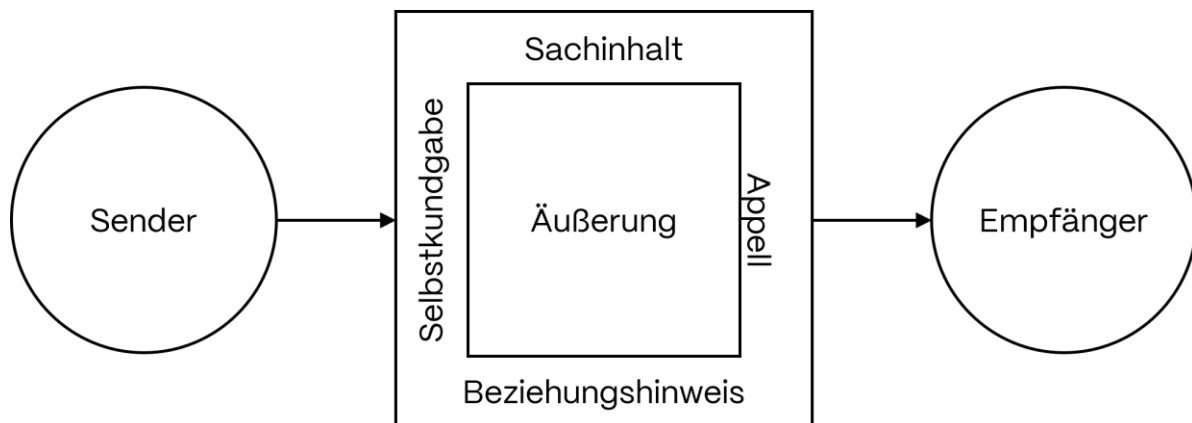 Sachinhalt
Sender
Selbstkundgabe
Äußerung
Appell
Empfänger
Beziehungshinweis